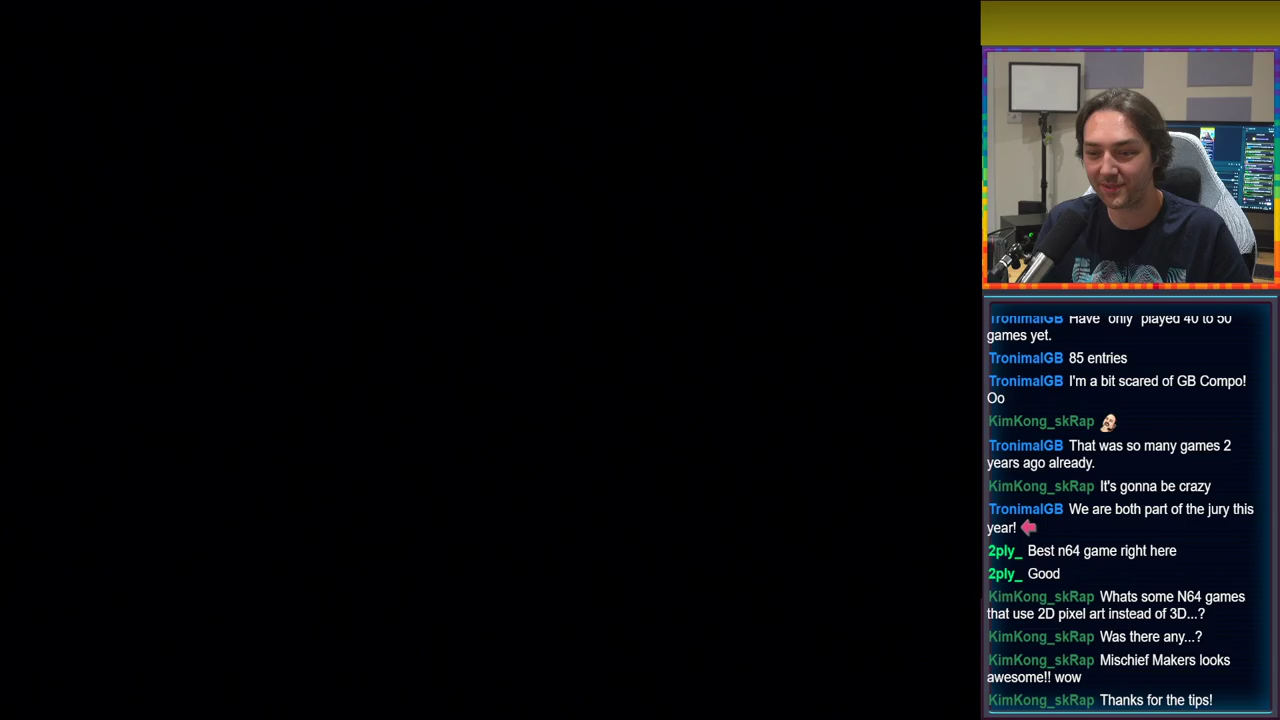 TronimalGB Have "only" played 40 to 50
games yet.
TronimalGB 85 entries
TronimalGB I'm a bit scared of GB Compo!
Oo
KimKong_skRap
TronimalGB That was so many games 2
years ago already.
KimKong_skRap It's gonna be crazy
TronimalGB We are both part of the jury this
year!
2ply_ Best n64 game right here
2ply_ Good
KimKong_skRap Whats some N64 games
that use 2D pixel art instead of 3D...?
KimKong_skRap Was there any...?
KimKong_skRap Mischief Makers looks
awesome!! wow
KimKong_skRap Thanks for the tips!